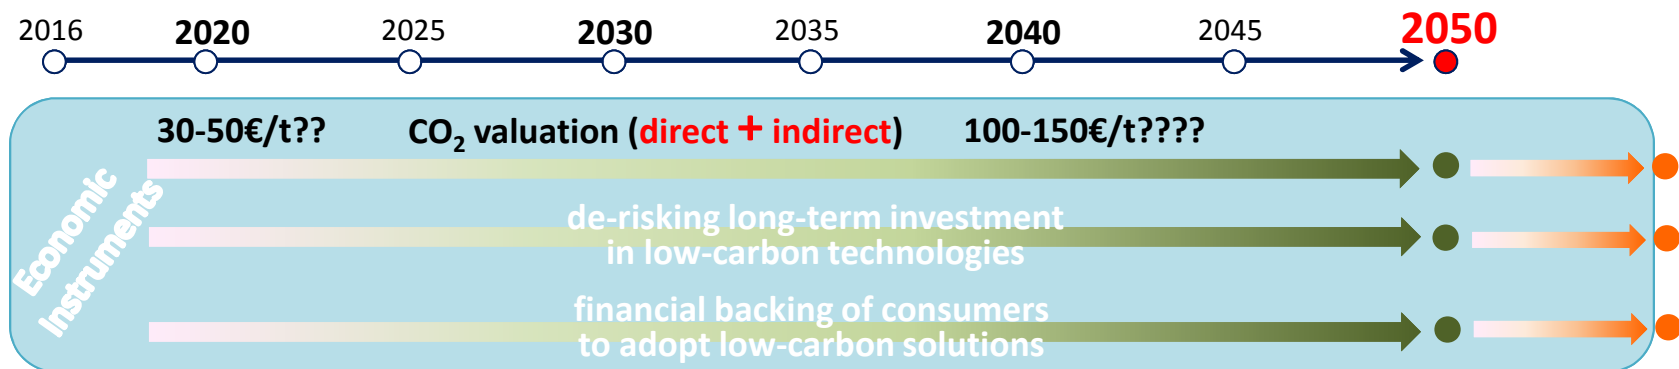 2016 2020 2025 2030 2035 2040 2045 2050
30-50€/t?? CO₂ valuation (direct + indirect) 100-150€/t????
Economic
Instruments
de-risking long-term investment
in low-carbon technologies
financial backing of consumers
to adopt low-carbon solutions